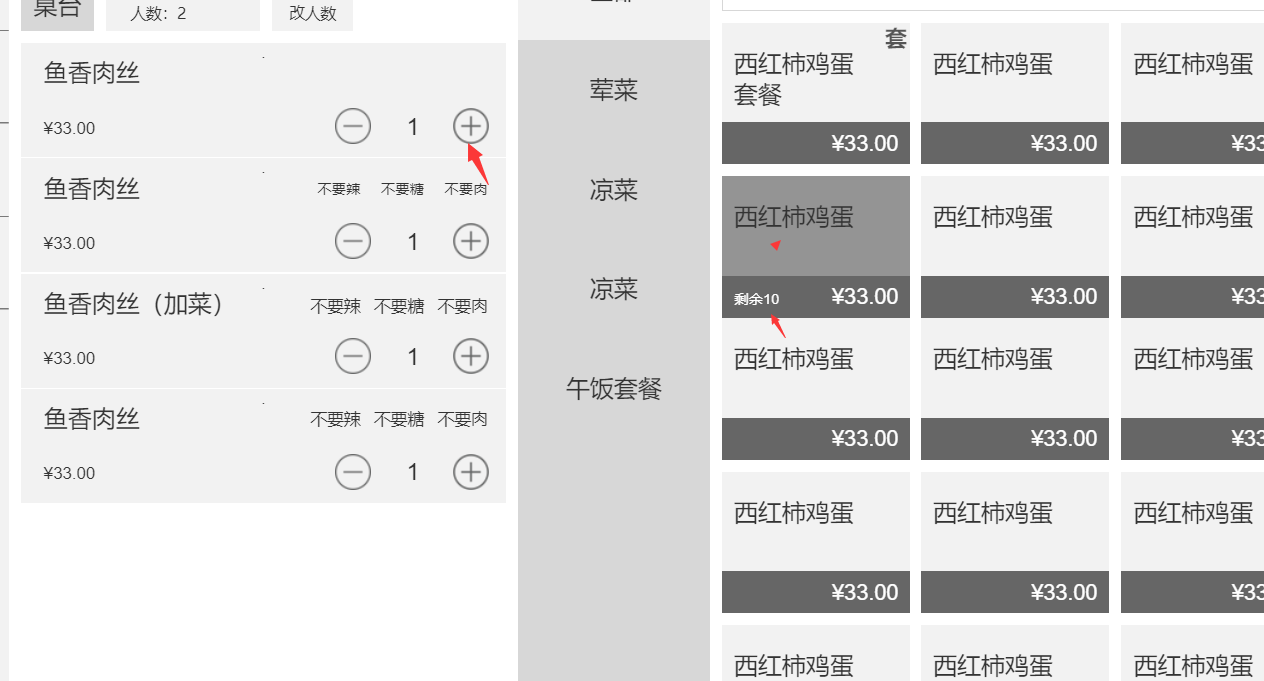 桌台
人数：2
改人数
鱼香肉丝
¥33.00
1
鱼香肉丝
不要辣 不要糖 不要肉
¥33.00
1
鱼香肉丝（加菜）
不要辣 不要糖 不要肉
¥33.00
1
鱼香肉丝
不要辣 不要糖 不要肉
¥33.00
1
荤菜
凉菜
凉菜
午饭套餐
套
西红柿鸡蛋
套餐
¥33.00
西红柿鸡蛋
¥33.00
西红柿鸡蛋
¥33
西红柿鸡蛋
剩余10
¥33.00
西红柿鸡蛋
¥33.00
西红柿鸡蛋
¥33
西红柿鸡蛋
¥33.00
西红柿鸡蛋
¥33.00
西红柿鸡蛋
¥33
西红柿鸡蛋
¥33.00
西红柿鸡蛋
¥33.00
西红柿鸡蛋
¥33
西红柿鸡蛋
西红柿鸡蛋
西红柿鸡蛋